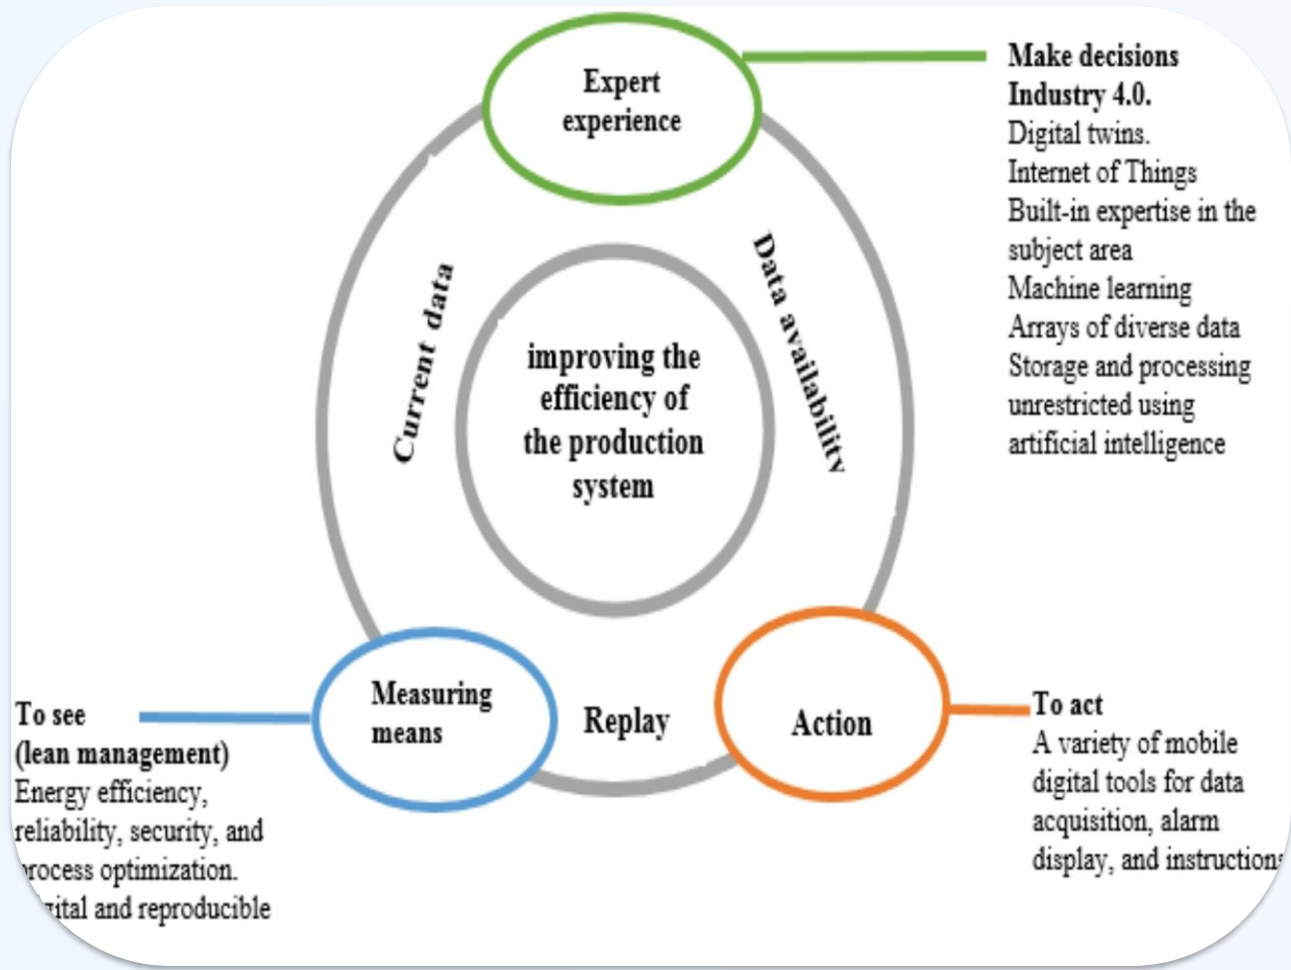 Expert
experience
Make decisions
Industry 4.0.
Digital twins.
Internet of Things
Built-in expertise in the
subject area
Machine learning
Arrays of diverse data
Storage and processing
unrestricted using
artificial intelligence
Current data
Data availability
improving the
efficiency of
the production
system
Measuring
means
Replay
Action
To see
(lean management)
Energy efficiency,
reliability, security, and
process optimization.
and reproducible
To act
A variety of mobile
digital tools for data
acquisition, alarm
display, and instructions